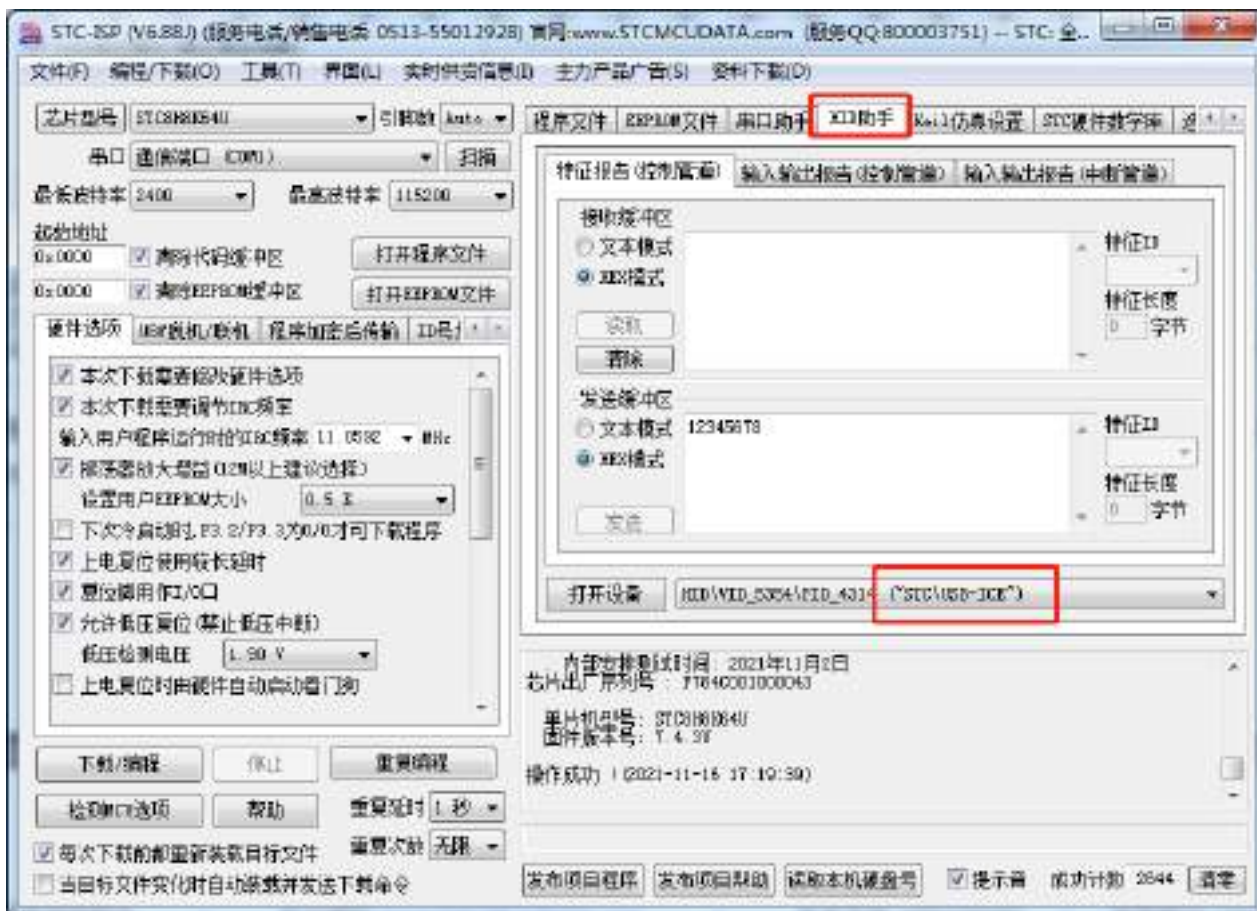 STC-ISP (V6.88J) (服务电话/销售电话 0513-55012928) 官网:www.STCMCUDATA.com (服务QQ:800003751) -- STC: 全..
文件(F) 编程/下载(O) 工具(T) 界面(L) 实时供货信息(I) 主力产品广告(S) 资料下载(D)
芯片型号 STC8H8K64U 引脚数 Auto
串口 通信端口 (COM1) 扫描
最低波特率 2400 最高波特率 115200
起始地址
0x0000 清除代码缓冲区 打开程序文件
0x0000 清除EEPROM缓冲区 打开EEPROM文件
硬件选项 USB脱机/联机 程序加密后传输 ID号
本次下载需要修改硬件选项
本次下载需要调节IRC频率
输入用户程序运行时的IRC频率 11.0592 MHz
振荡器放大增益(12M以上建议选择)
设置用户EEPROM大小 0.5 K
下次冷启动时,P3.2/P3.3为0/0才可下载程序
上电复位使用较长延时
复位脚用作I/O口
允许低压复位(禁止低压中断)
低压检测电压 1.90 V
上电复位时由硬件自动启动看门狗
下载/编程 停止 重复编程
检测MCU选项 帮助 重复延时 1 秒
重复次数 无限
每次下载前都重新装载目标文件
当目标文件变化时自动装载并发送下载命令
程序文件 EEPROM文件 串口助手 HID助手 Keil仿真设置 STC硬件数学库
特征报告(控制管道) 输入输出报告(控制管道) 输入输出报告(中断管道)
接收缓冲区
文本模式
HEX模式
读取
清除
特征ID
特征长度
0 字节
发送缓冲区
文本模式
HEX模式
12345678
发送
特征ID
特征长度
0 字节
打开设备 HID\VID_5354\PID_4314 ("STC\USB-ICE")
内部安排测试时间: 2021年11月2日
单片机型号: STC8H8K64U
操作成功 !(2021-11-16 17:19:39)
发布项目程序 发布项目帮助 读取本机硬盘号 提示音 成功计数 2844 清零